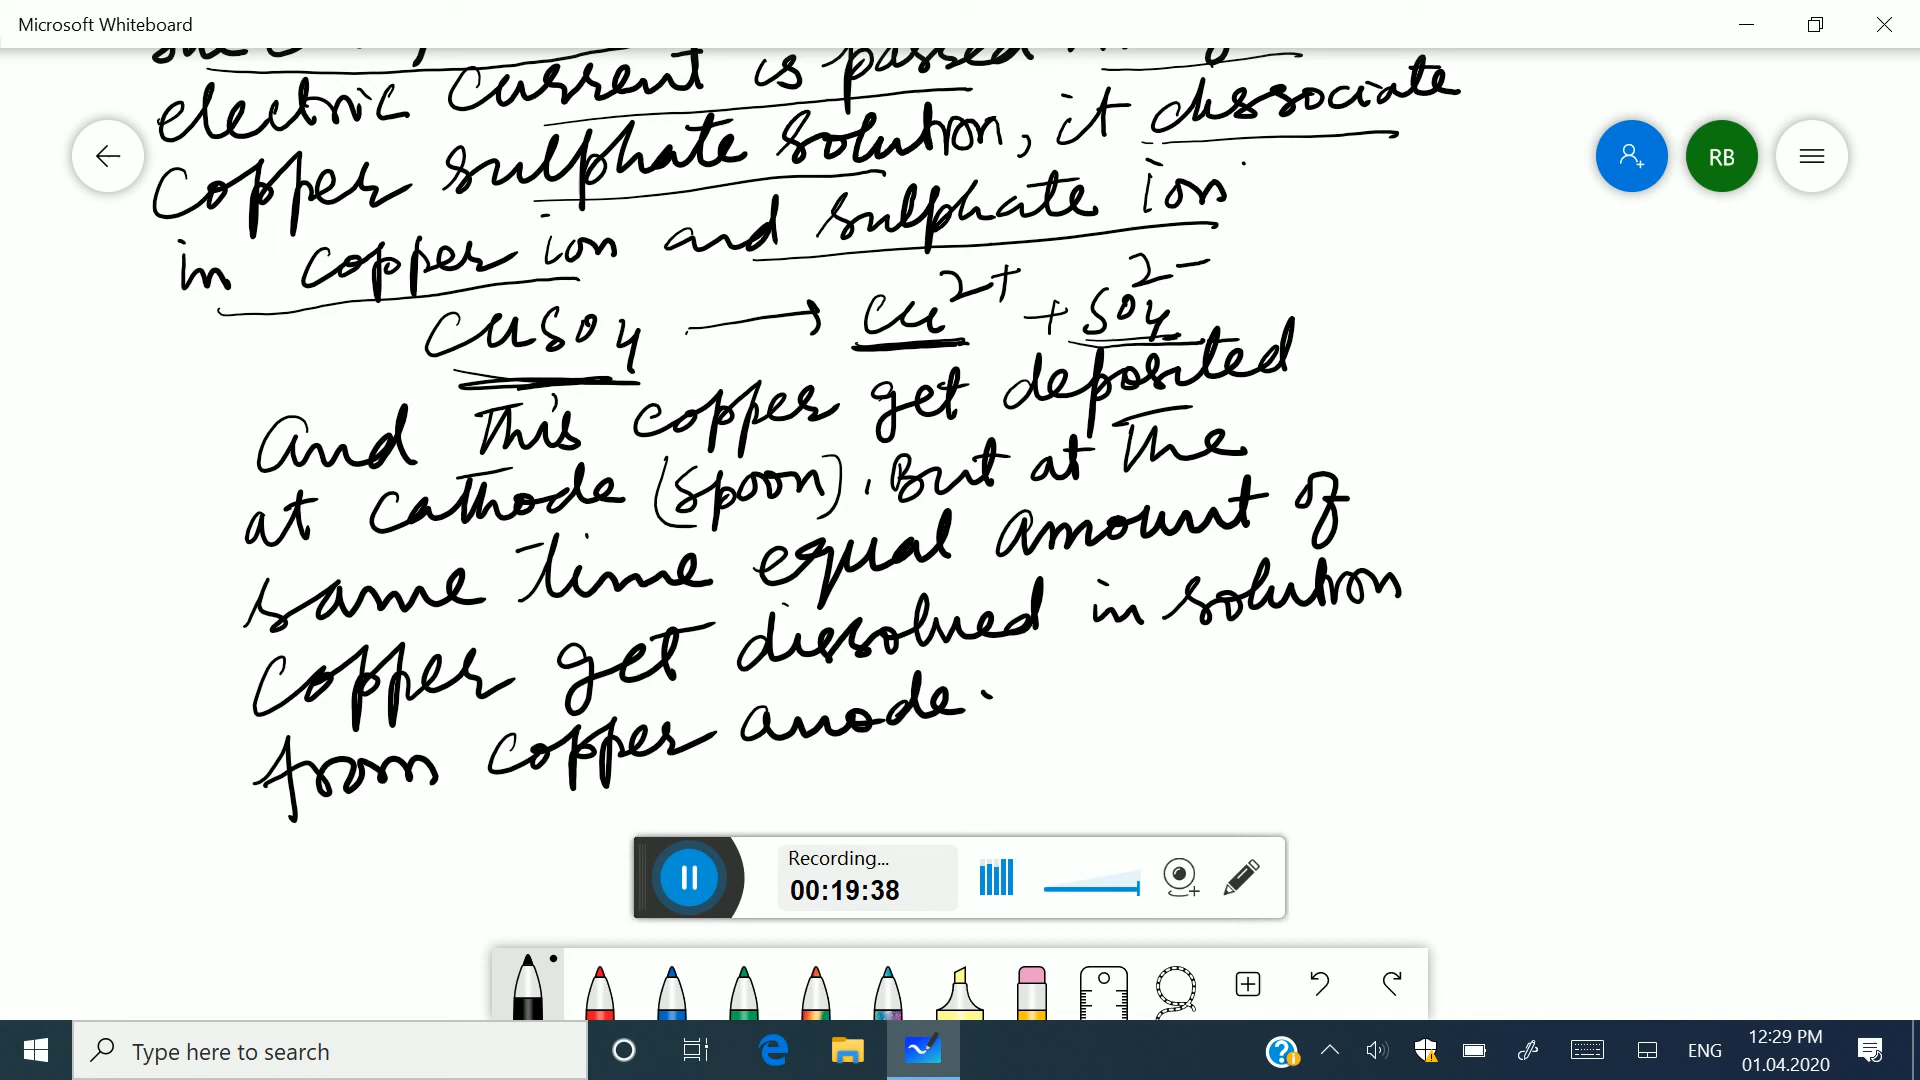 Microsoft Whiteboard
electric current is passed
copper sulphate solution, it dissociate
in copper ion and sulphate ion
CuSO4 → Cu2+ + SO42−
And this copper get deposited
at cathode (spoon). But at the
same time equal amount of
copper get dissolved in solution
from copper anode.
RB
Recording...
00:19:38
Type here to search
ENG
12:29 PM
01.04.2020